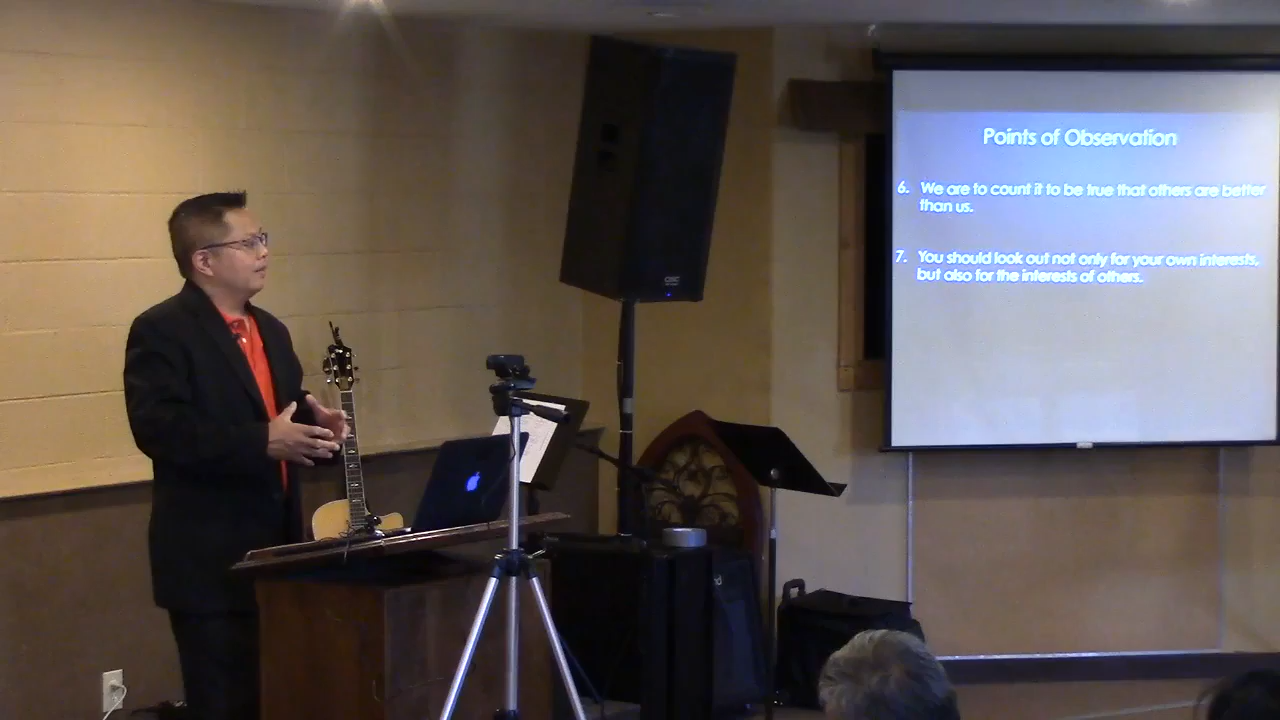 Points of Observation
6. We are to count it to be true that others are better
than us.
7. You should look out not only for your own interests,
but also for the interests of others.
QSC